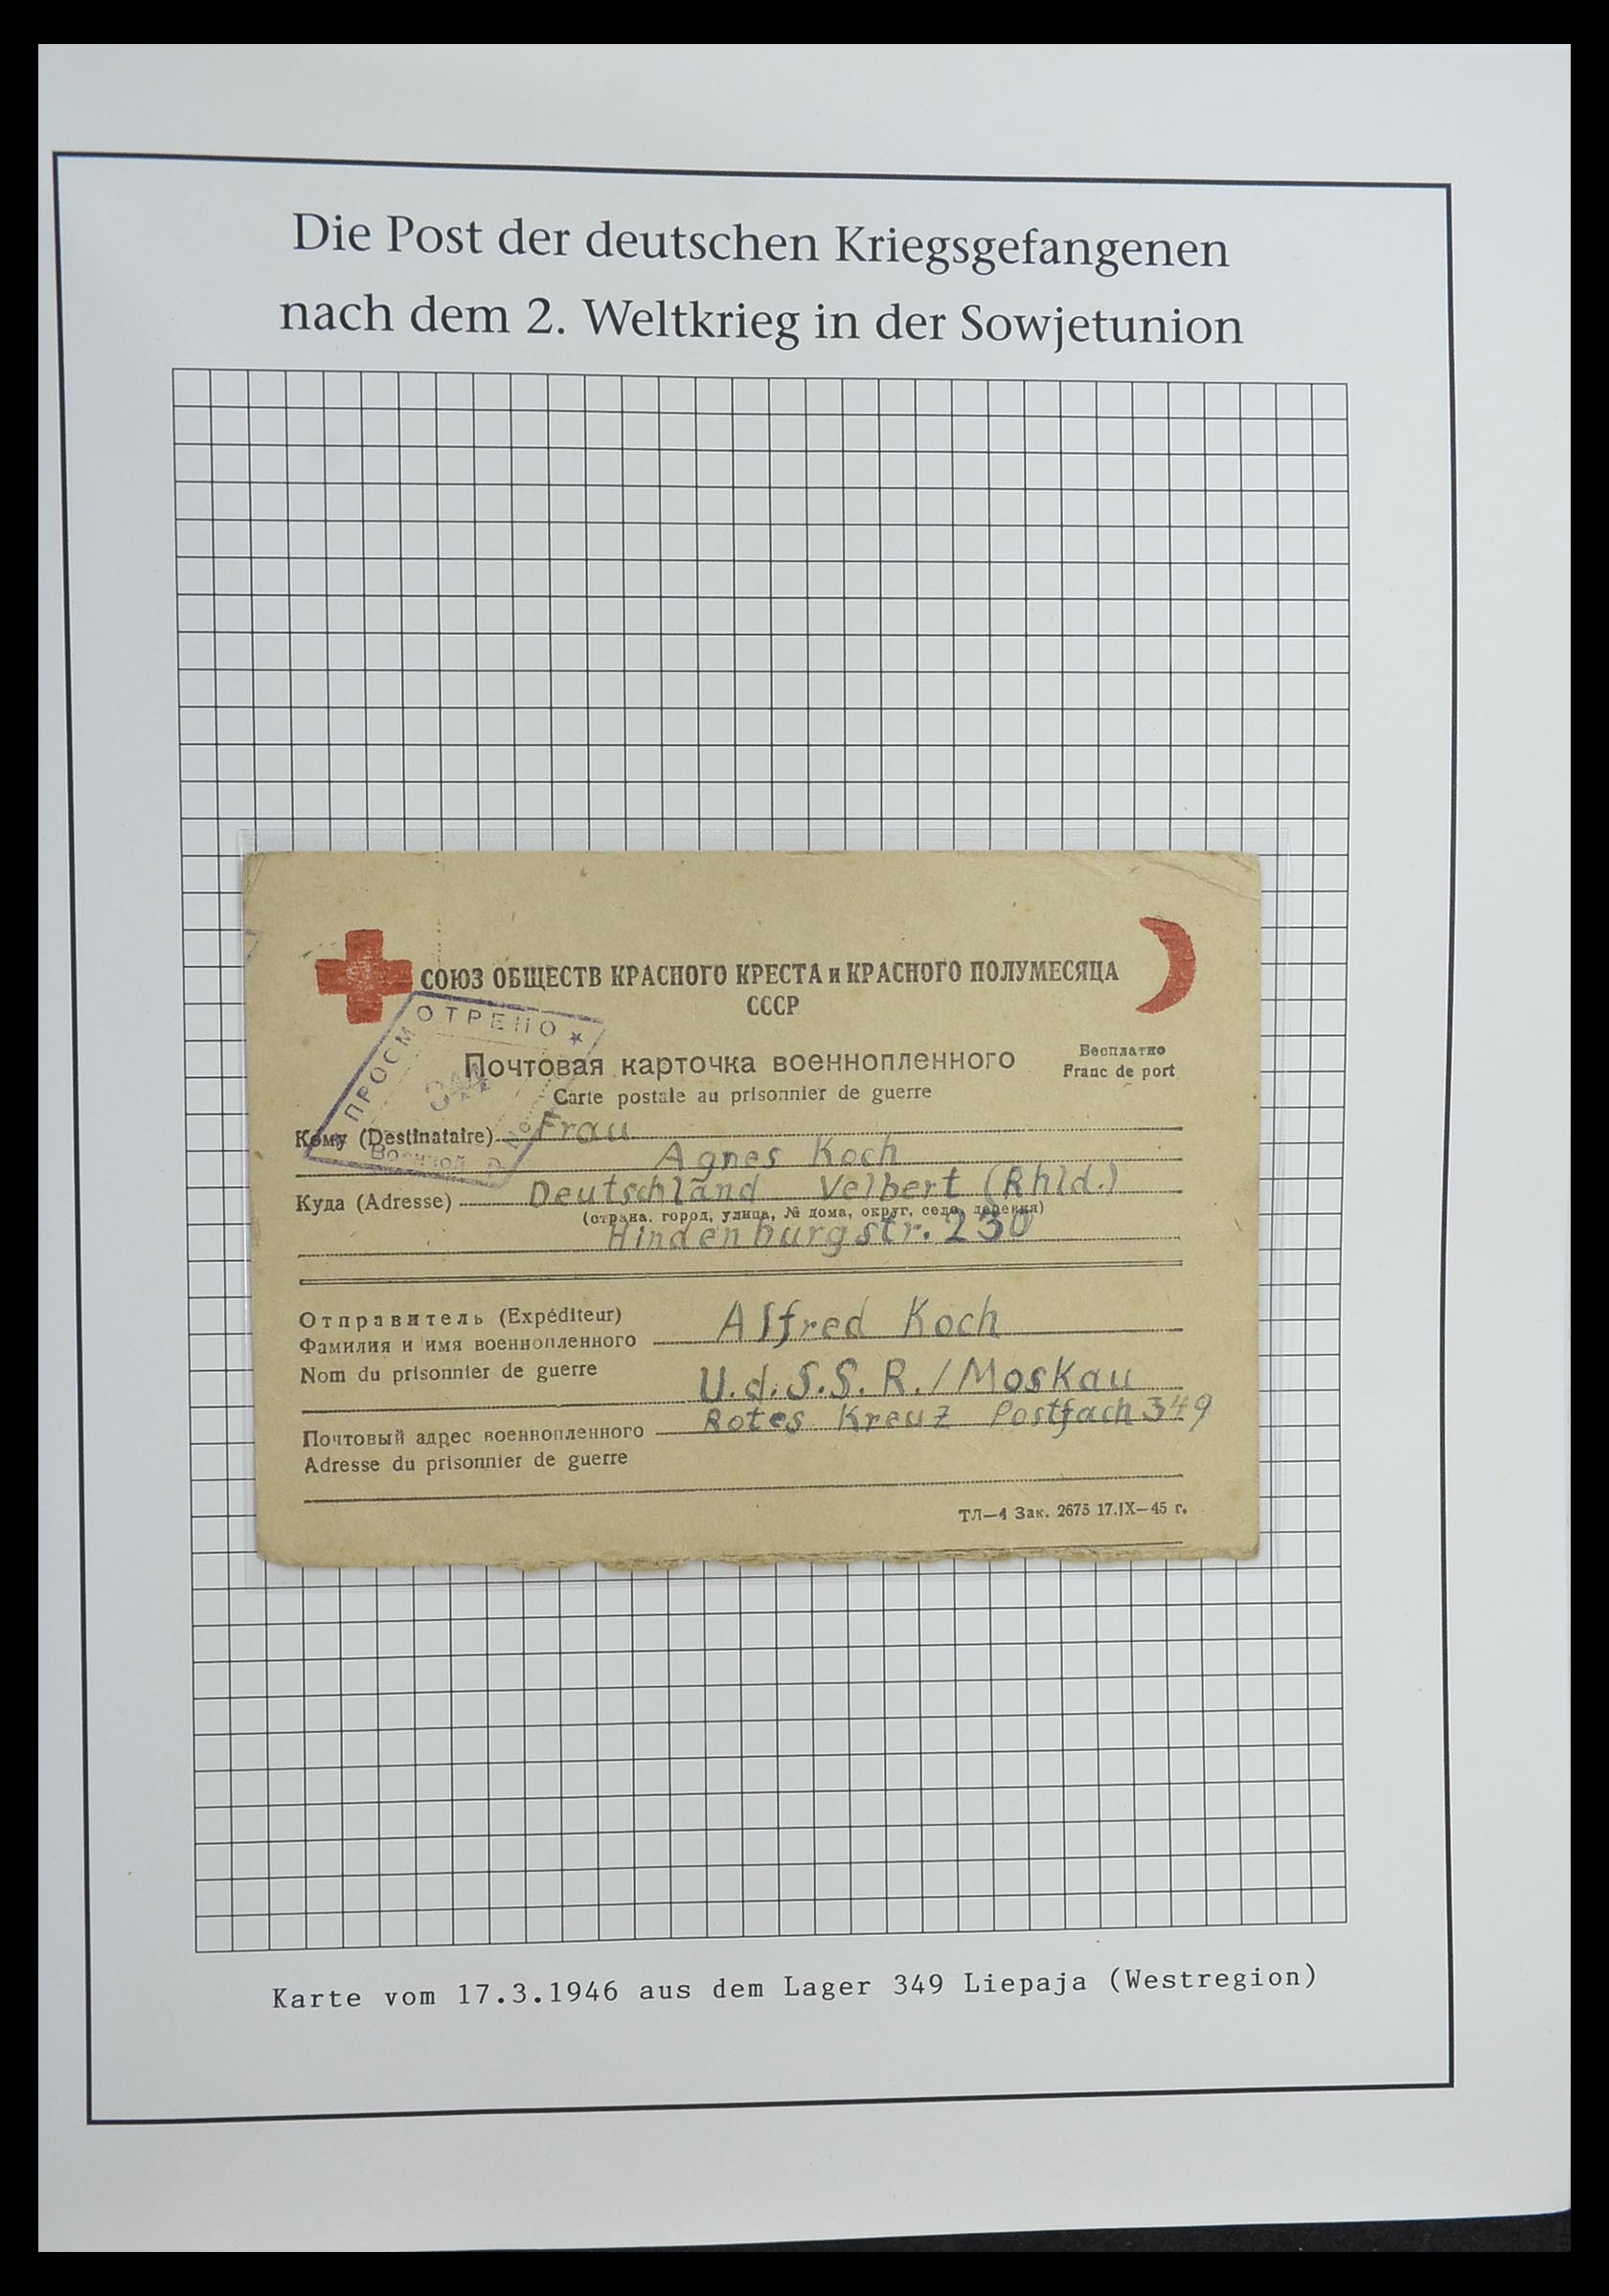 Die Post der deutschen Kriegsgefangenen
nach dem 2. Weltkrieg in der Sowjetunion
СОЮЗ ОБЩЕСТВ КРАСНОГО КРЕСТА и КРАСНОГО ПОЛУМЕСЯЦА
СССР
ПРОСМОТРЕНО
Военной
Почтовая карточка военнопленного
Бесплатно
Franc de port
Carte postale au prisonnier de guerre
Кому (Destinataire) Frau
Agnes Koch
Куда (Adresse) Deutschland Velbert (Rhld.)
(страна, город, улица, № дома, округ, село, деревня)
Hindenburgstr. 230
Отправитель (Expéditeur)
Фамилия и имя военнопленного Alfred Koch
Nom du prisonnier de guerre
U.d.S.S.R./Moskau
Почтовый адрес военнопленного Rotes Kreuz Postfach 349
Adresse du prisonnier de guerre
ТЛ—4 Зак. 2675 17.IX—45 г.
Karte vom 17.3.1946 aus dem Lager 349 Liepaja (Westregion)